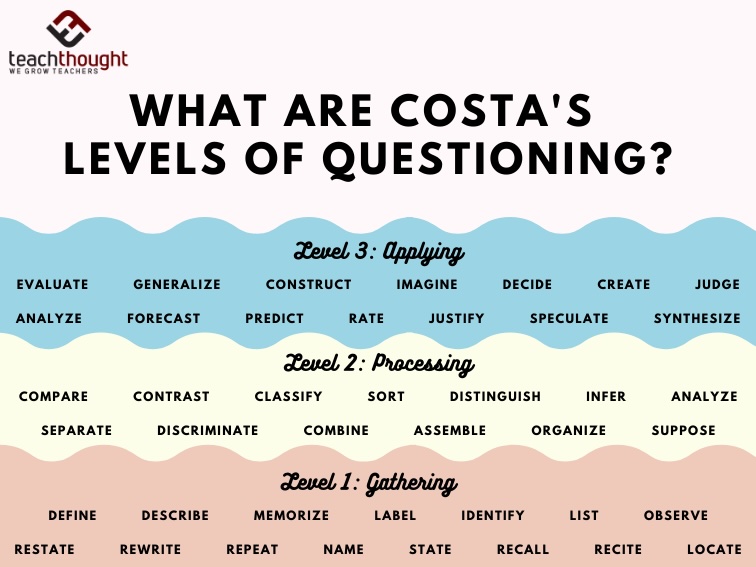 teachthought
WE GROW TEACHERS
WHAT ARE COSTA'S
LEVELS OF QUESTIONING?
Level 3: Applying
EVALUATE GENERALIZE CONSTRUCT IMAGINE DECIDE CREATE JUDGE
ANALYZE FORECAST PREDICT RATE JUSTIFY SPECULATE SYNTHESIZE
Level 2: Processing
COMPARE CONTRAST CLASSIFY SORT DISTINGUISH INFER ANALYZE
SEPARATE DISCRIMINATE COMBINE ASSEMBLE ORGANIZE SUPPOSE
Level 1: Gathering
DEFINE DESCRIBE MEMORIZE LABEL IDENTIFY LIST OBSERVE
RESTATE REWRITE REPEAT NAME STATE RECALL RECITE LOCATE